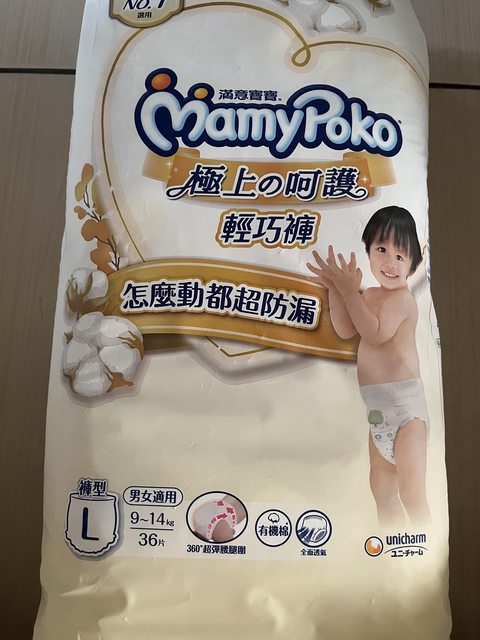 NO.1
選用
滿意寶寶®
MamyPoko®
極上の呵護
輕巧褲
怎麼動都超防漏
褲型
L
男女適用
9~14kg
36片
360°超彈腰腿圍
有機棉
全面透氣
unicharm
ユニ・チャーム